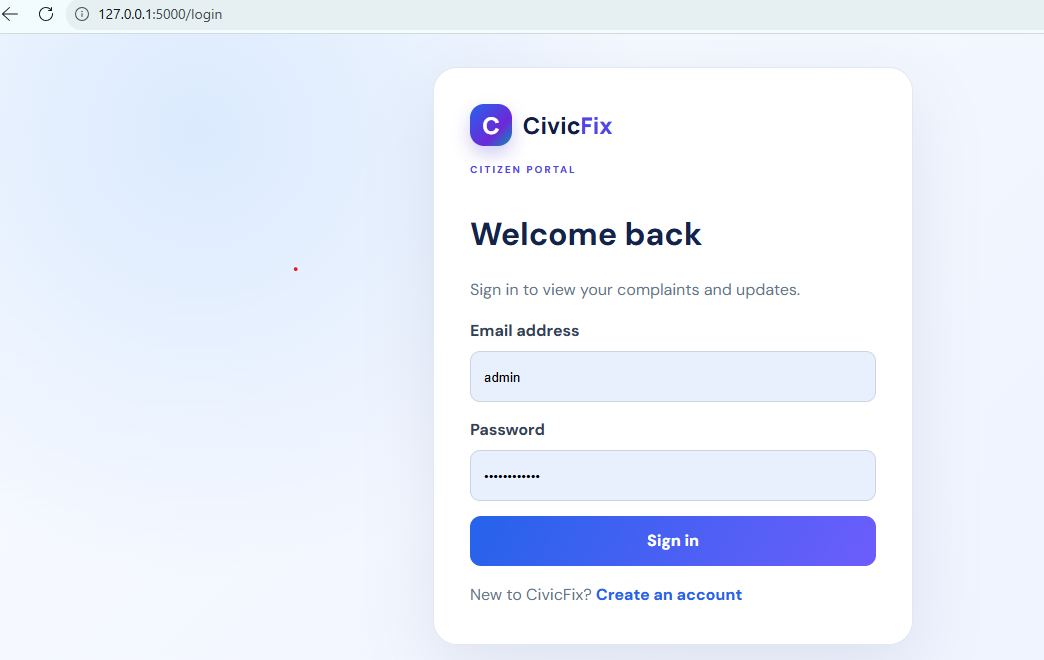 127.0.0.1:5000/login
C CivicFix
CITIZEN PORTAL
Welcome back
Sign in to view your complaints and updates.
Email address
admin
Password
••••••••••••
Sign in
New to CivicFix? Create an account